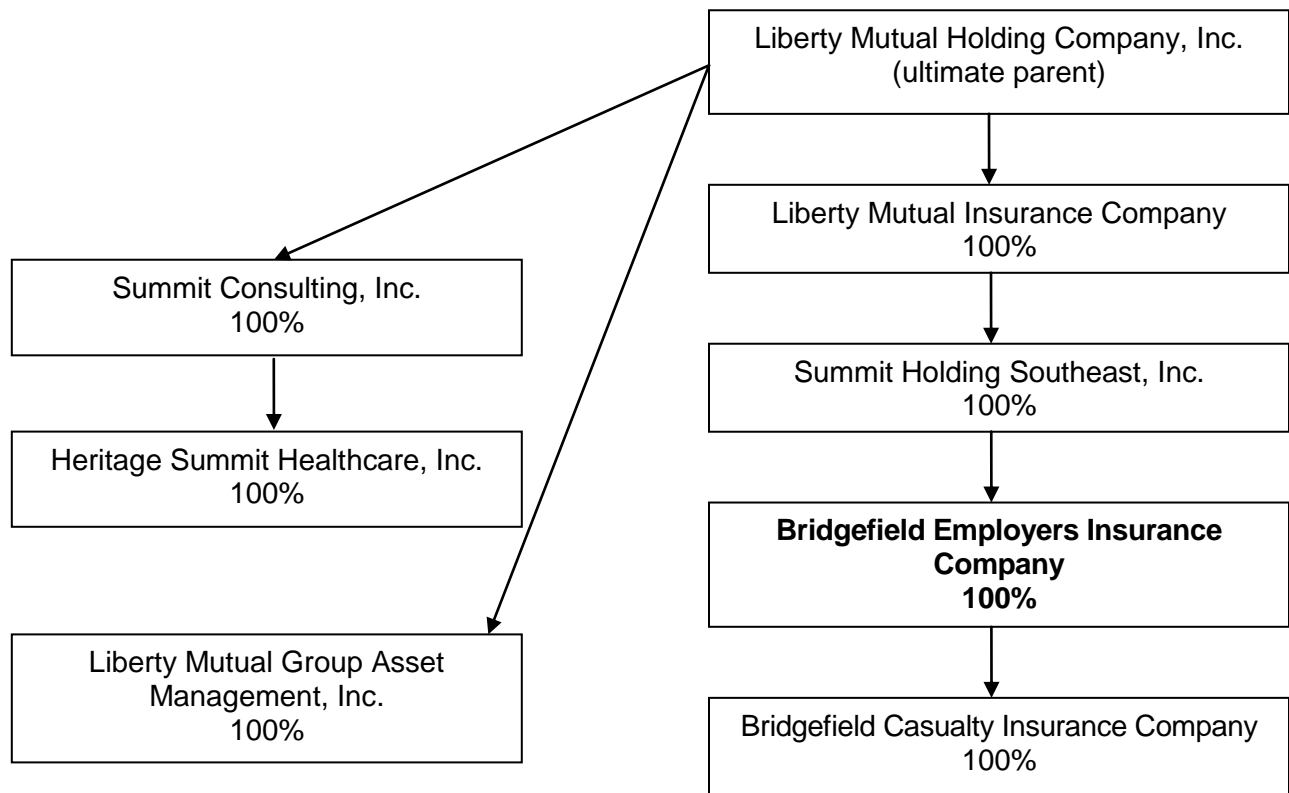 Liberty Mutual Holding Company, Inc.
(ultimate parent)
Liberty Mutual Insurance Company
100%
Summit Consulting, Inc.
100%
Summit Holding Southeast, Inc.
100%
Heritage Summit Healthcare, Inc.
100%
Bridgefield Employers Insurance
Company
100%
Liberty Mutual Group Asset
Management, Inc.
100%
Bridgefield Casualty Insurance Company
100%